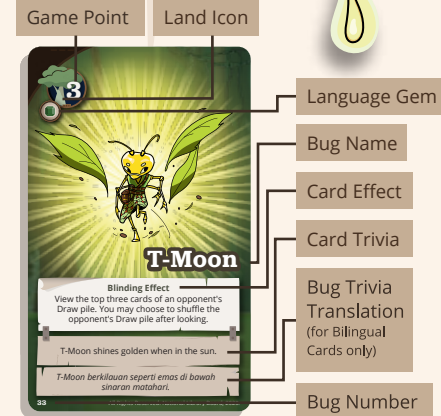 Game Point
Land Icon
3
Language Gem
Bug Name
Card Effect
Card Trivia
Bug Trivia
Translation
(for Bilingual
Cards only)
Bug Number
T-Moon
Blinding Effect
View the top three cards of an opponent's
Draw pile. You may choose to shuffle the
opponent's Draw pile after looking.
T-Moon shines golden when in the sun.
T-Moon berkilauan seperti emas di bawah
sinaran matahari.
33